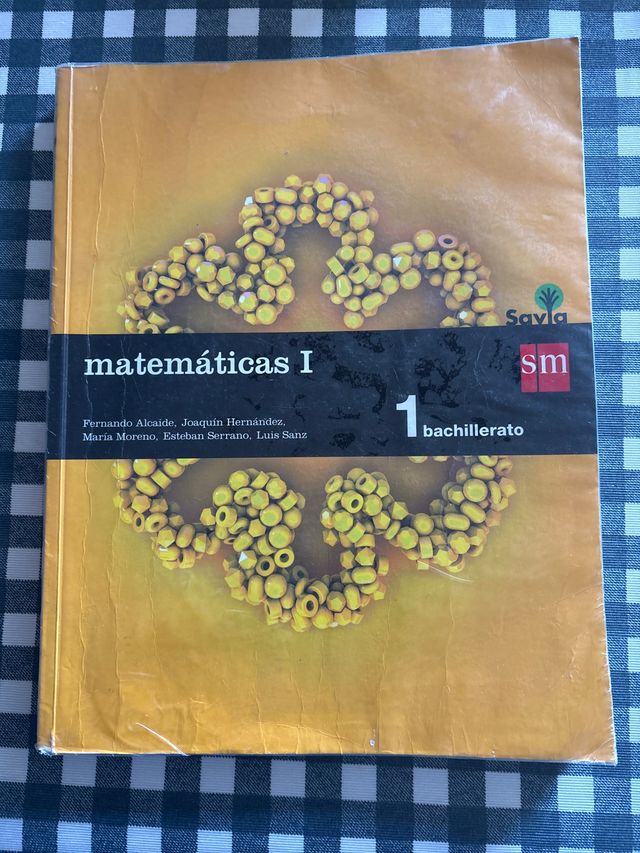 Savia
matemáticas I
sm
Fernando Alcaide, Joaquín Hernández,
María Moreno, Esteban Serrano, Luis Sanz
1 bachillerato